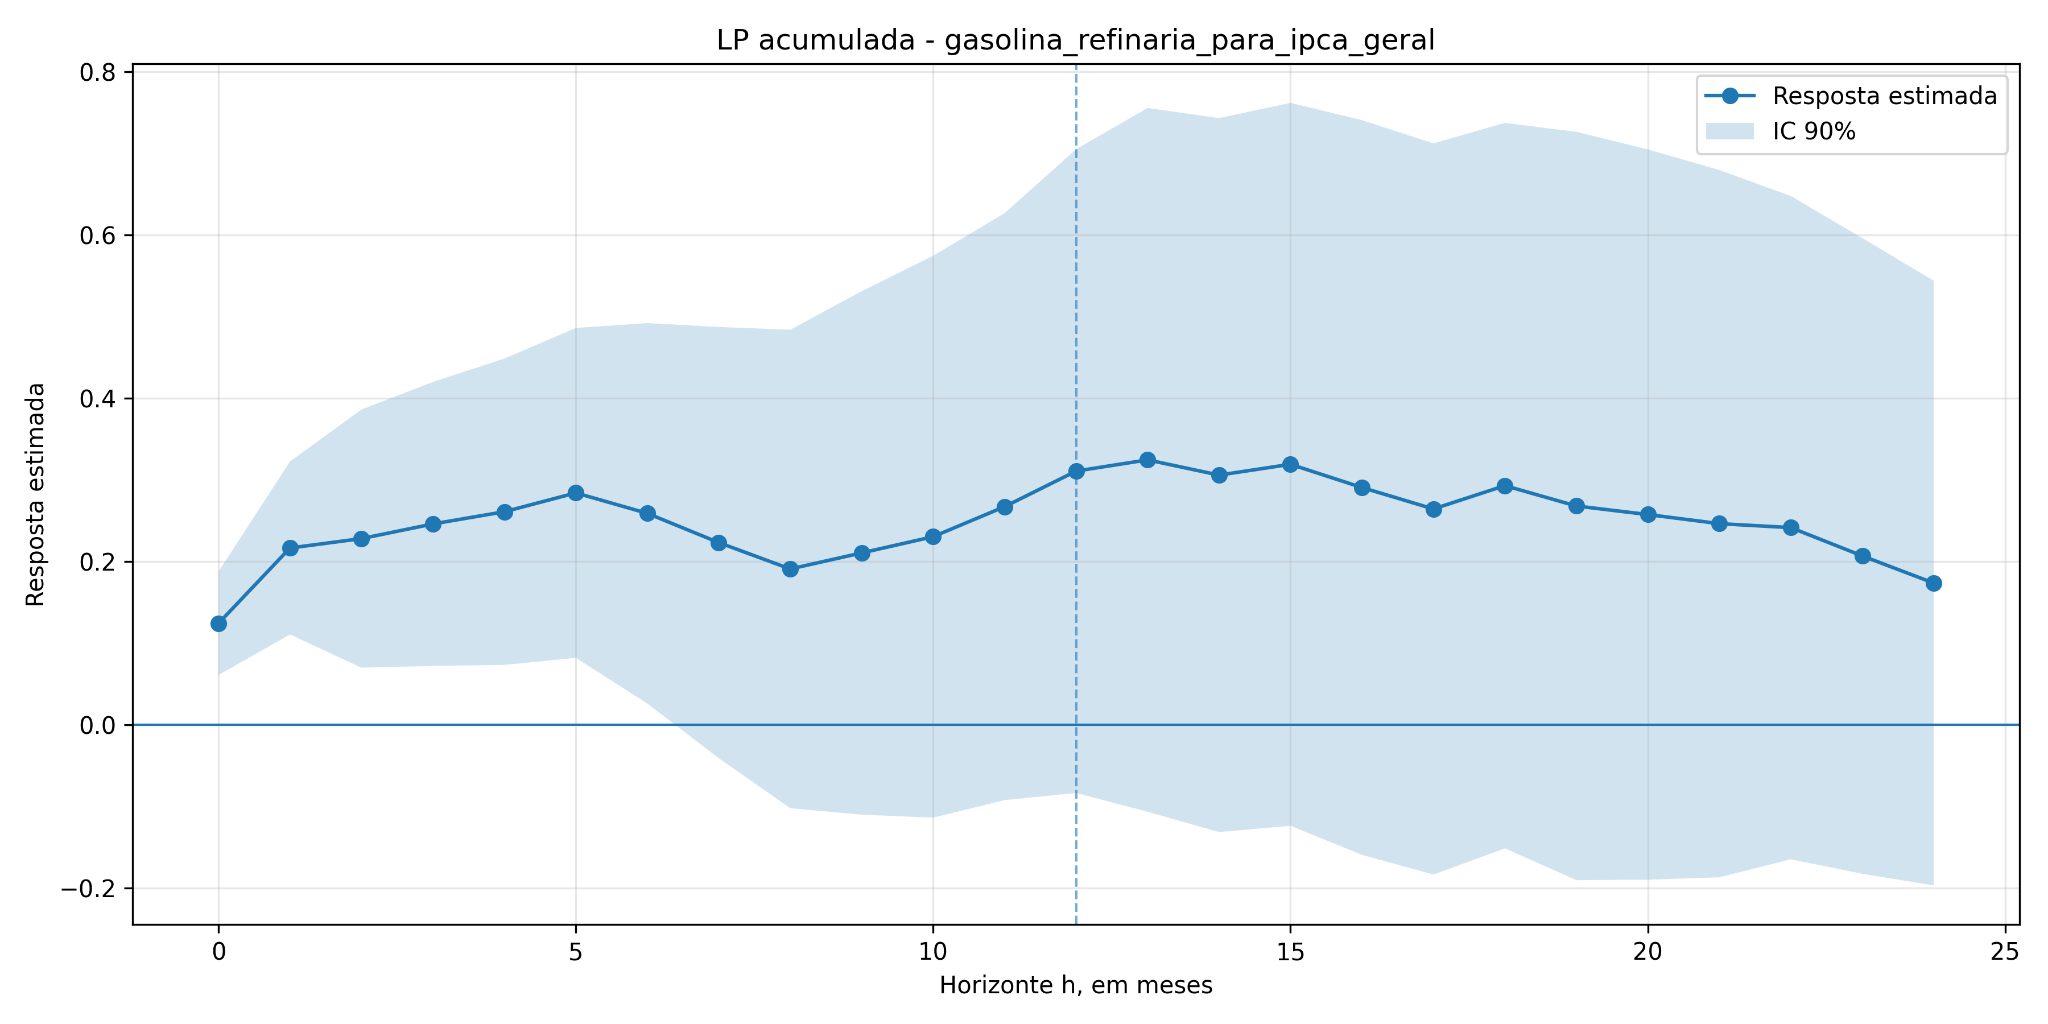 LP acumulada - gasolina_refinaria_para_ipca_geral
Resposta estimada
IC 90%
Resposta estimada
0.8
0.6
0.4
0.2
0.0
−0.2
0 5 10 15 20 25
Horizonte h, em meses